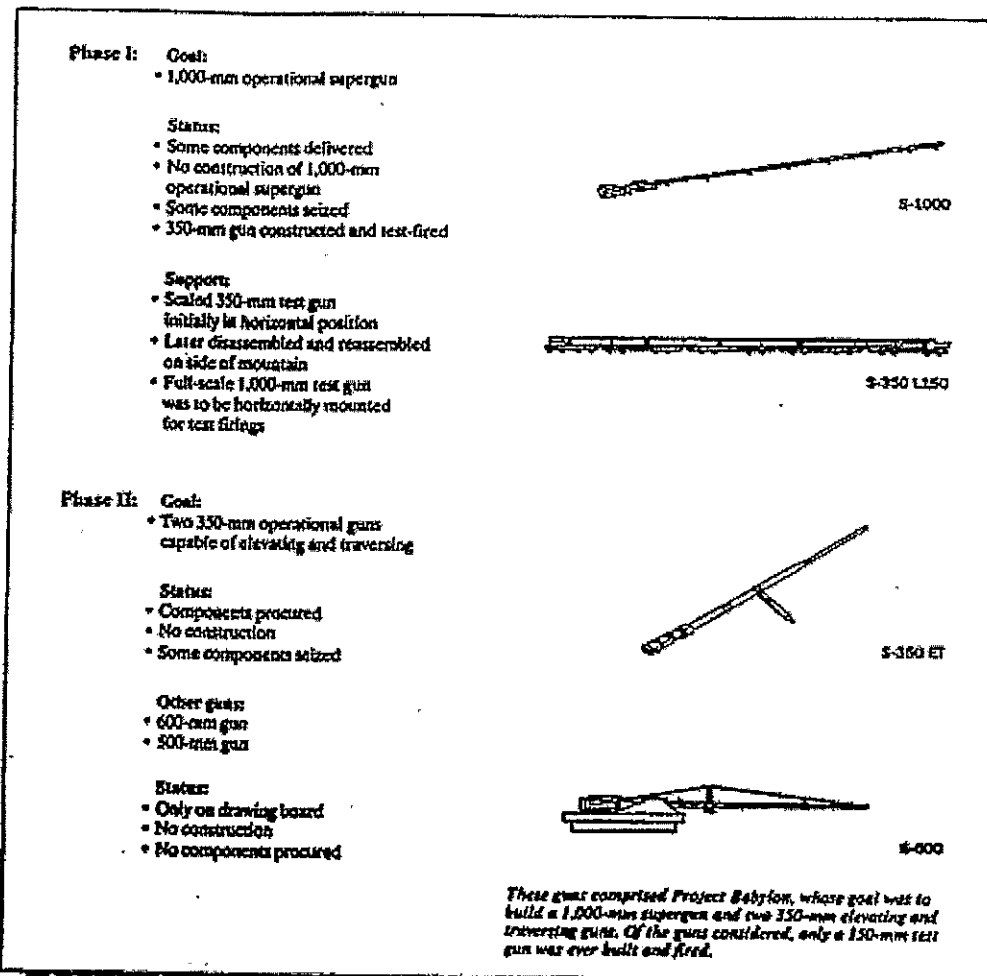 Phase I: Goal:
• 1,000-mm operational supergun
Status:
• Some components delivered
• No construction of 1,000-mm
operational supergun
• Some components seized
• 350-mm gun constructed and test-fired
S-1000
Support:
• Scaled 350-mm test gun
initially in horizontal position
• Later disassembled and reassembled
on side of mountain
• Full-scale 1,000-mm test gun
was to be horizontally mounted
for test firings
S-350 L150
Phase II: Goal:
• Two 350-mm operational guns
capable of elevating and traversing
Status:
• Components procured
• No construction
• Some components seized
S-350 ET
Other guns:
• 600-mm gun
• 500-mm gun
Status:
• Only on drawing board
• No construction
• No components procured
S-600
These guns comprised Project Babylon, whose goal was to
build a 1,000-mm supergun and two 350-mm elevating and
traversing guns. Of the guns considered, only a 350-mm test
gun was ever built and fired.